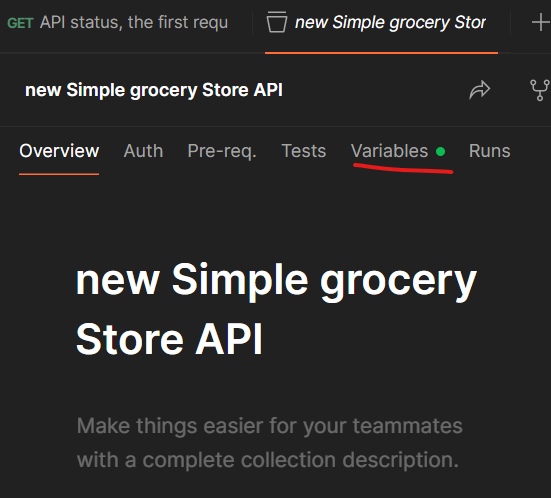 GET API status, the first requ
new Simple grocery Stor
new Simple grocery Store API
Overview Auth Pre-req. Tests Variables Runs
new Simple grocery
Store API
Make things easier for your teammates
with a complete collection description.